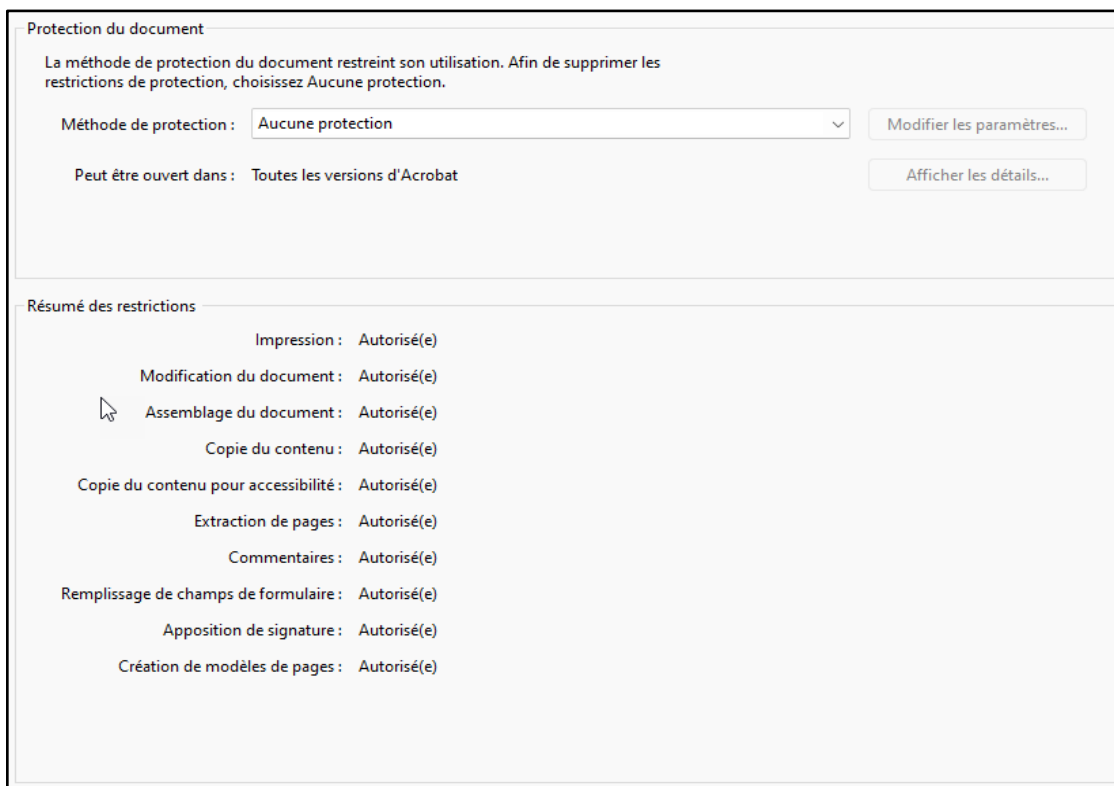 Protection du document
La méthode de protection du document restreint son utilisation. Afin de supprimer les
restrictions de protection, choisissez Aucune protection.
Méthode de protection : Aucune protection Modifier les paramètres...
Peut être ouvert dans : Toutes les versions d'Acrobat Afficher les détails...
Résumé des restrictions
Impression : Autorisé(e)
Modification du document : Autorisé(e)
Assemblage du document : Autorisé(e)
Copie du contenu : Autorisé(e)
Copie du contenu pour accessibilité : Autorisé(e)
Extraction de pages : Autorisé(e)
Commentaires : Autorisé(e)
Remplissage de champs de formulaire : Autorisé(e)
Apposition de signature : Autorisé(e)
Création de modèles de pages : Autorisé(e)